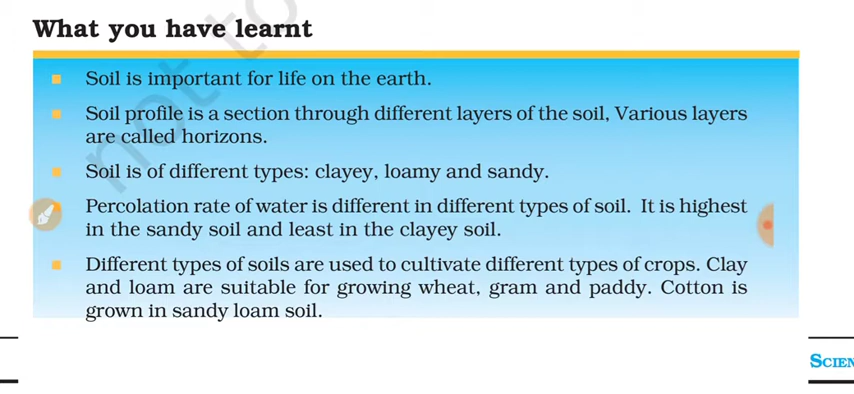 What you have learnt
Soil is important for life on the earth.
Soil profile is a section through different layers of the soil, Various layers
are called horizons.
Soil is of different types: clayey, loamy and sandy.
Percolation rate of water is different in different types of soil. It is highest
in the sandy soil and least in the clayey soil.
Different types of soils are used to cultivate different types of crops. Clay
and loam are suitable for growing wheat, gram and paddy. Cotton is
grown in sandy loam soil.